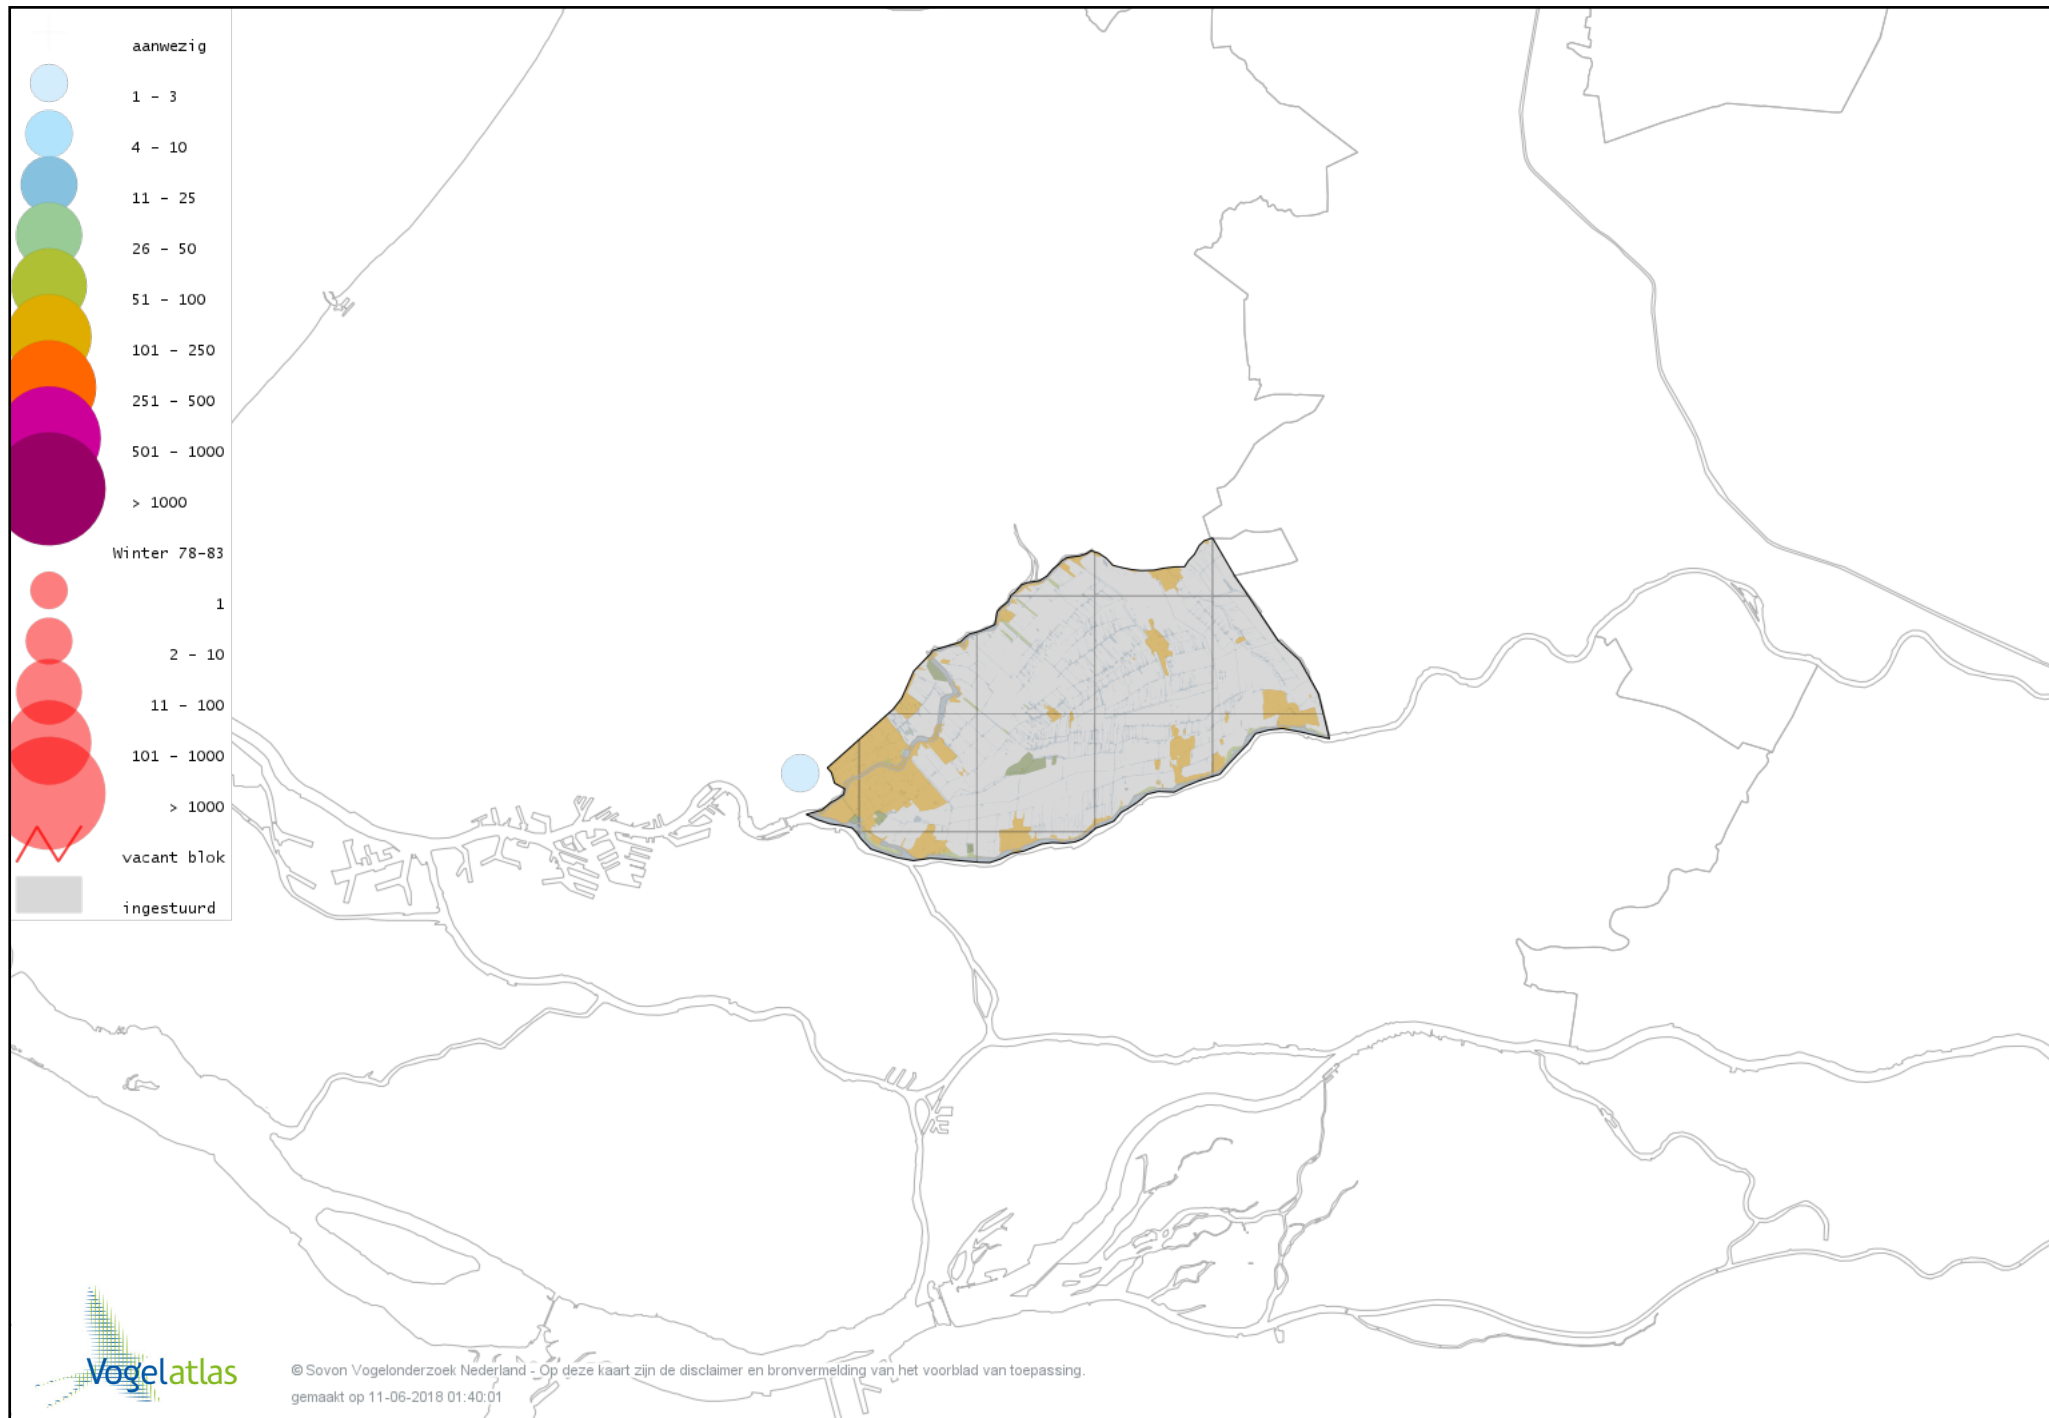 aanwezig
1 - 3
4 - 10
11 - 25
26 - 50
51 - 100
101 - 250
251 - 500
501 - 1000
> 1000
Winter 78-83
1
2 - 10
11 - 100
101 - 1000
> 1000
vacant blok
ingestuurd
Vogelatlas
© Sovon Vogelonderzoek Nederland - Op deze kaart zijn de disclaimer en bronvermelding van het voorblad van toepassing.
gemaakt op 11-06-2018 01:40:01